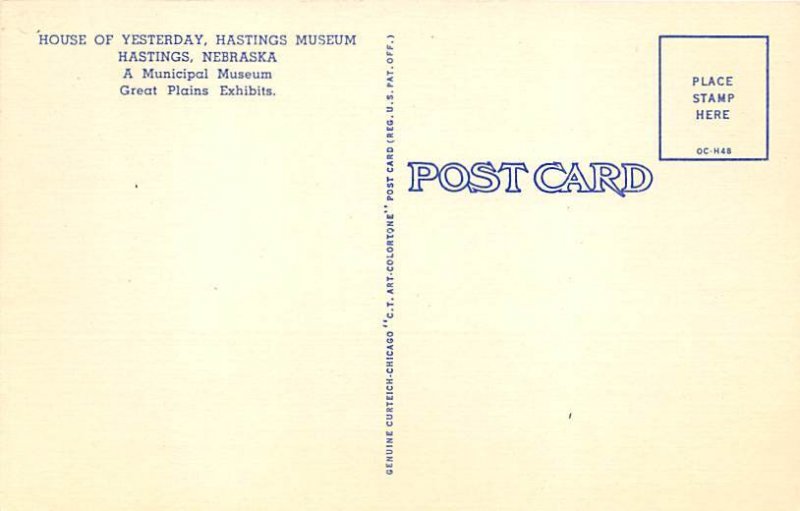 HOUSE OF YESTERDAY, HASTINGS MUSEUM
HASTINGS, NEBRASKA
A Municipal Museum
Great Plains Exhibits.
GENUINE CURTEICH-CHICAGO "C.T. ART-COLORTONE" POST CARD (REG. U.S. PAT. OFF.)
POST CARD
PLACE
STAMP
HERE
OC-H48